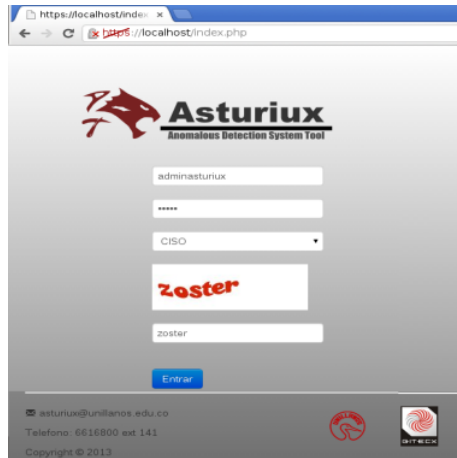 https://localhost/index
https://localhost/index.php
Asturiux
Anomalous Detection System Tool
adminasturiux
•••••
CISO
zoster
zoster
Entrar
asturiux@unillanos.edu.co
Telefono: 6616800 ext 141
Copyright © 2013
GITECX